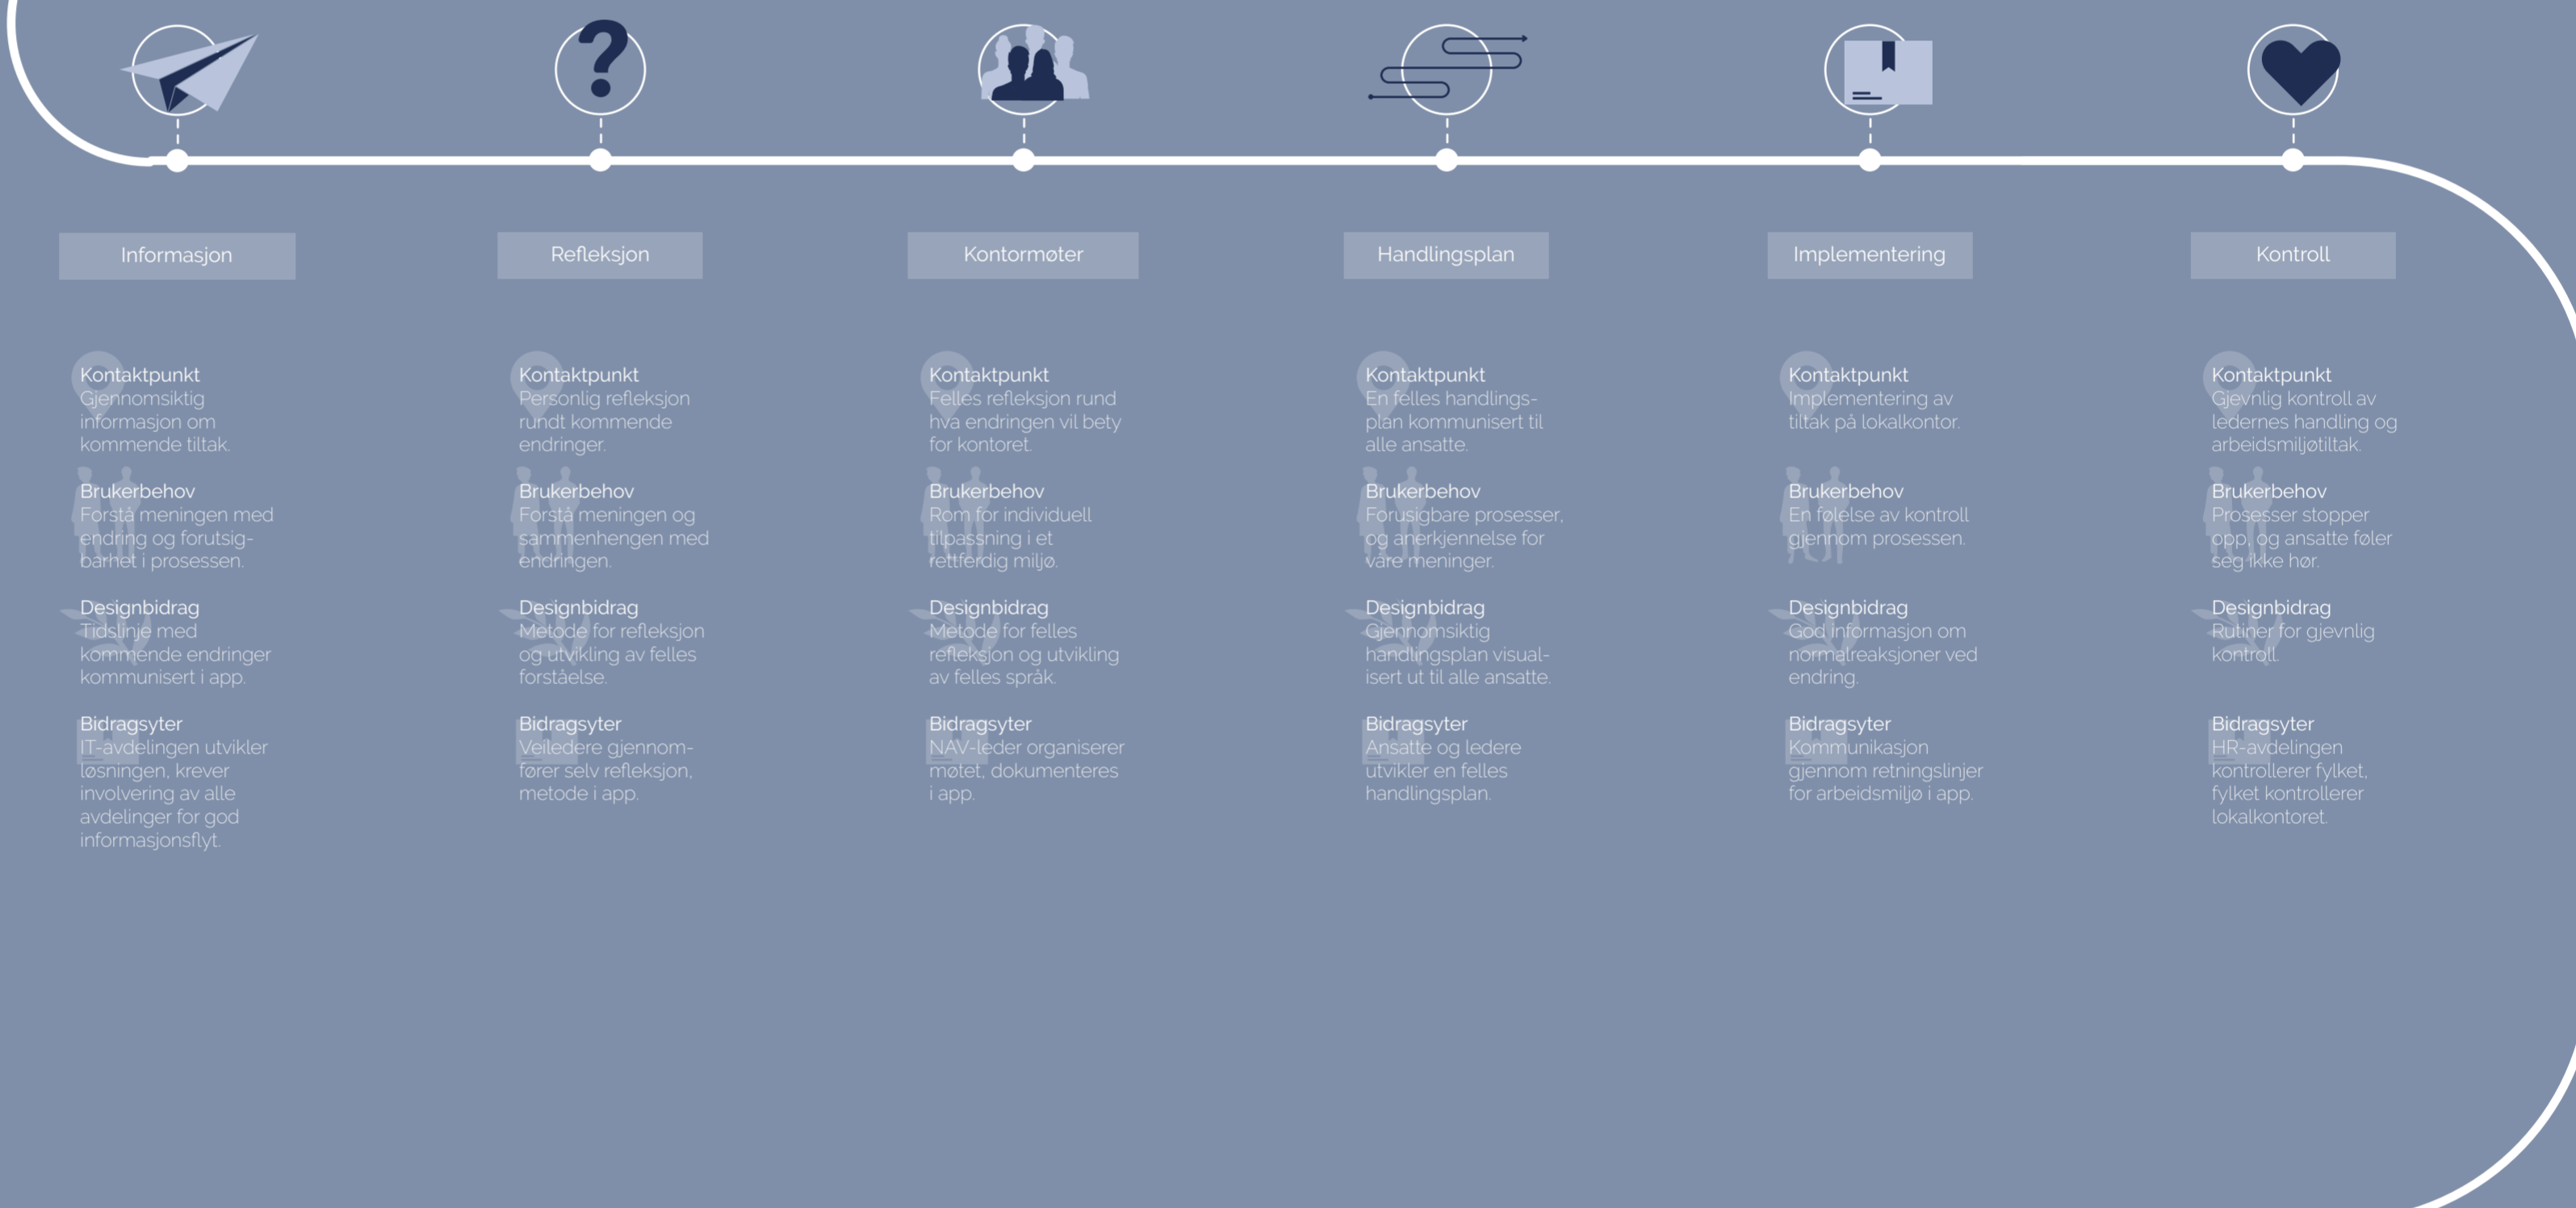 Informasjon
Kontaktpunkt
Gjennomsiktig
informasjon om
kommende tiltak.
Brukerbehov
Forstå meningen med
endring og forutsig-
barhet i prosessen.
Designbidrag
Tidslinje med
kommende endringer
kommunisert i app.
Bidragsyter
IT-avdelingen utvikler
løsningen, krever
involvering av alle
avdelinger for god
informasjonsflyt.
Refleksjon
Kontaktpunkt
Personlig refleksjon
rundt kommende
endringer.
Brukerbehov
Forstå meningen og
sammenhengen med
endringen.
Designbidrag
Metode for refleksjon
og utvikling av felles
forståelse.
Bidragsyter
Veiledere gjennom-
fører selv refleksjon,
metode i app.
Kontormøter
Kontaktpunkt
Felles refleksjon rund
hva endringen vil bety
for kontoret.
Brukerbehov
Rom for individuell
tilpassning i et
rettferdig miljø.
Designbidrag
Metode for felles
refleksjon og utvikling
av felles språk.
Bidragsyter
NAV-leder organiserer
møtet, dokumenteres
i app.
Handlingsplan
Kontaktpunkt
En felles handlings-
plan kommunisert til
alle ansatte.
Brukerbehov
Forusigbare prosesser,
og anerkjennelse for
våre meninger.
Designbidrag
Gjennomsiktig
handlingsplan visual-
isert ut til alle ansatte.
Bidragsyter
Ansatte og ledere
utvikler en felles
handlingsplan.
Implementering
Kontaktpunkt
Implementering av
tiltak på lokalkontor.
Brukerbehov
En følelse av kontroll
gjennom prosessen.
Designbidrag
God informasjon om
normalreaksjoner ved
endring.
Bidragsyter
Kommunikasjon
gjennom retningslinjer
for arbeidsmiljø i app.
Kontroll
Kontaktpunkt
Gjevnlig kontroll av
ledernes handling og
arbeidsmiljøtiltak.
Brukerbehov
Prosesser stopper
opp, og ansatte føler
seg ikke hør.
Designbidrag
Rutiner for gjevnlig
kontroll.
Bidragsyter
HR-avdelingen
kontrollerer fylket,
fylket kontrollerer
lokalkontoret.